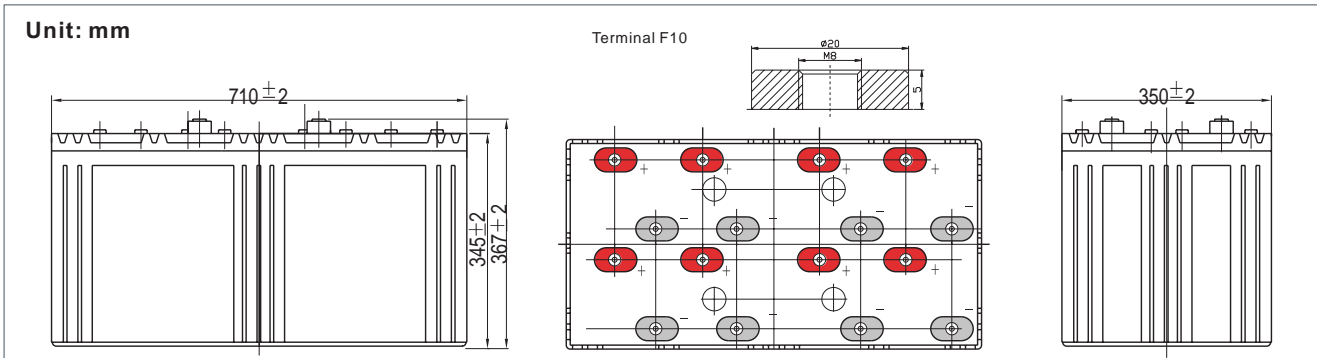 Unit: mm
Terminal F10
ø20
M8
5
710±2
345±2
367±2
350±2
+ + + +
− − − −
+ + + +
− − − −